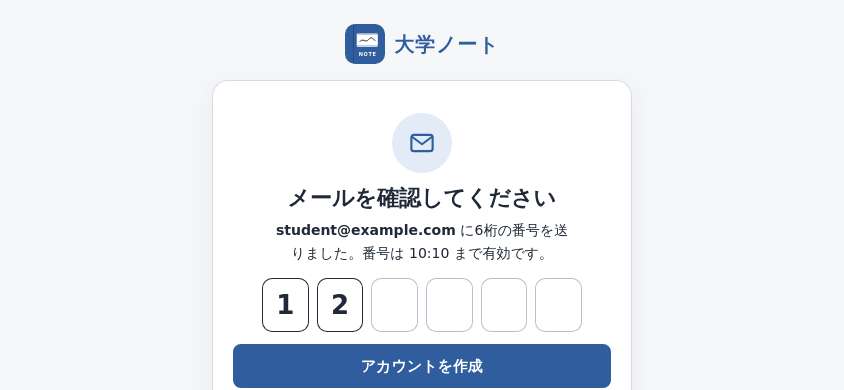 NOTE
大学ノート
メールを確認してください
student@example.com に6桁の番号を送
りました。番号は 10:10 まで有効です。
1 2
アカウントを作成